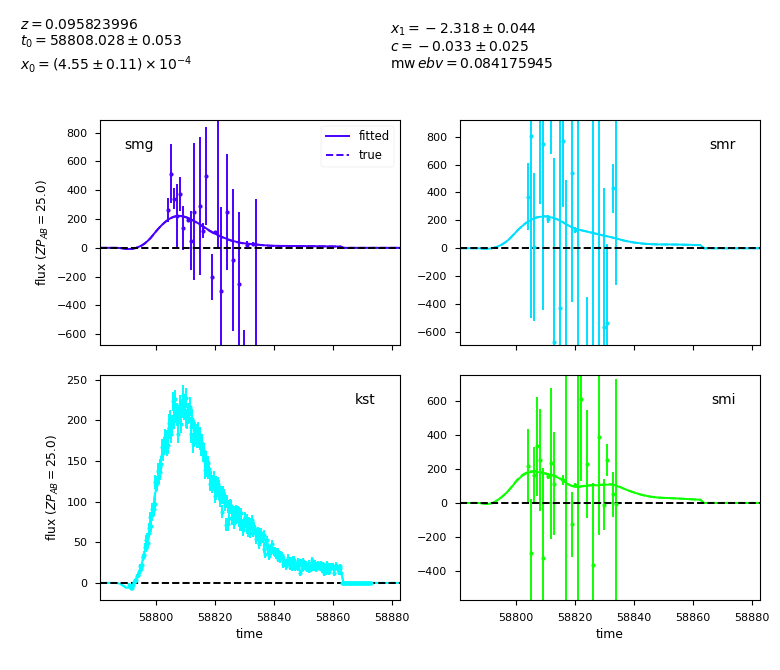 z = 0.095823996
t₀ = 58808.028 ± 0.053
x₀ = (4.55 ± 0.11) × 10⁻⁴
x₁ = −2.318 ± 0.044
c = −0.033 ± 0.025
mw ebv = 0.084175945
smg
fitted
true
800
600
400
200
0
−200
−400
−600
flux (ZP_AB = 25.0)
smr
800
600
400
200
0
−200
−400
−600
kst
250
200
150
100
50
0
flux (ZP_AB = 25.0)
58800 58820 58840 58860 58880
time
smi
600
400
200
0
−200
−400
58800 58820 58840 58860 58880
time